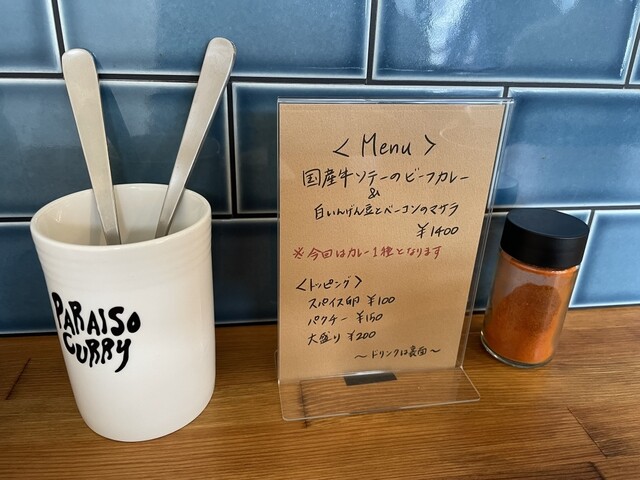 PARAISO
CURRY
< Menu >
国産牛ソテーのビーフカレー
&
白いんげん豆とベーコンのマサラ
¥1400
※今回はカレー1種となります
<トッピング>
スパイス卵 ¥100
パクチー ¥150
大盛り ¥200
～ドリンクは裏面～